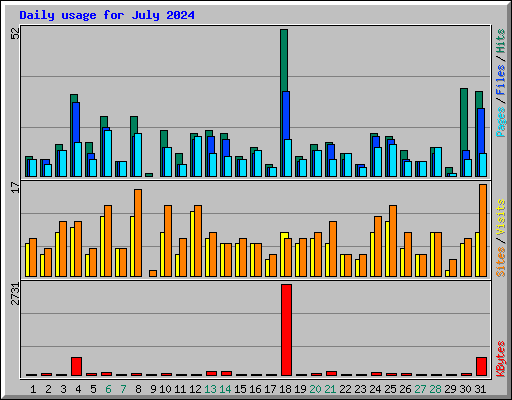 Daily usage for July 2024
52
Pages / Files / Hits
17
Sites / Visits
2731
KBytes
1 2 3 4 5 6 7 8 9 10 11 12 13 14 15 16 17 18 19 20 21 22 23 24 25 26 27 28 29 30 31